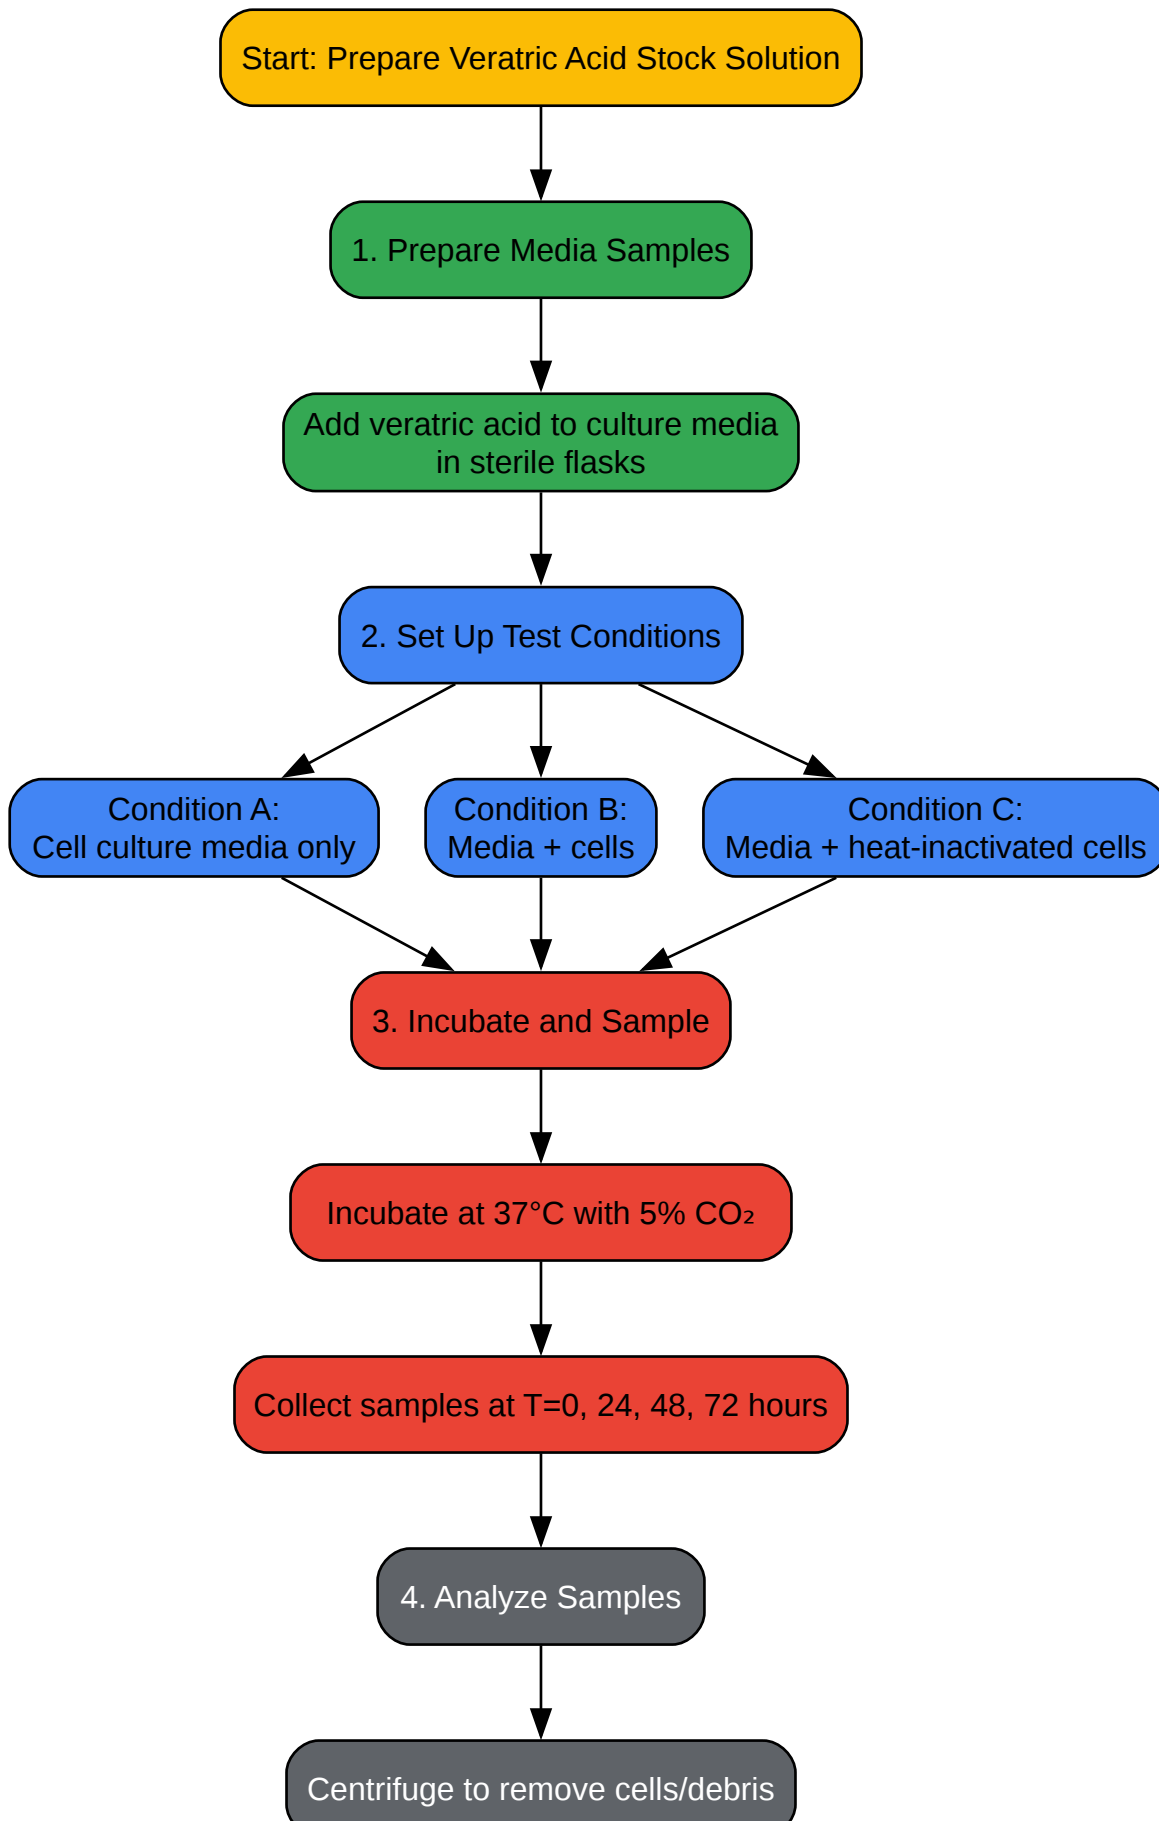 Start: Prepare Veratric Acid Stock Solution
1. Prepare Media Samples
Add veratric acid to culture media
in sterile flasks
2. Set Up Test Conditions
Condition A:
Cell culture media only
Condition B:
Media + cells
Condition C:
Media + heat-inactivated cells
3. Incubate and Sample
Incubate at 37°C with 5% CO₂
Collect samples at T=0, 24, 48, 72 hours
4. Analyze Samples
Centrifuge to remove cells/debris